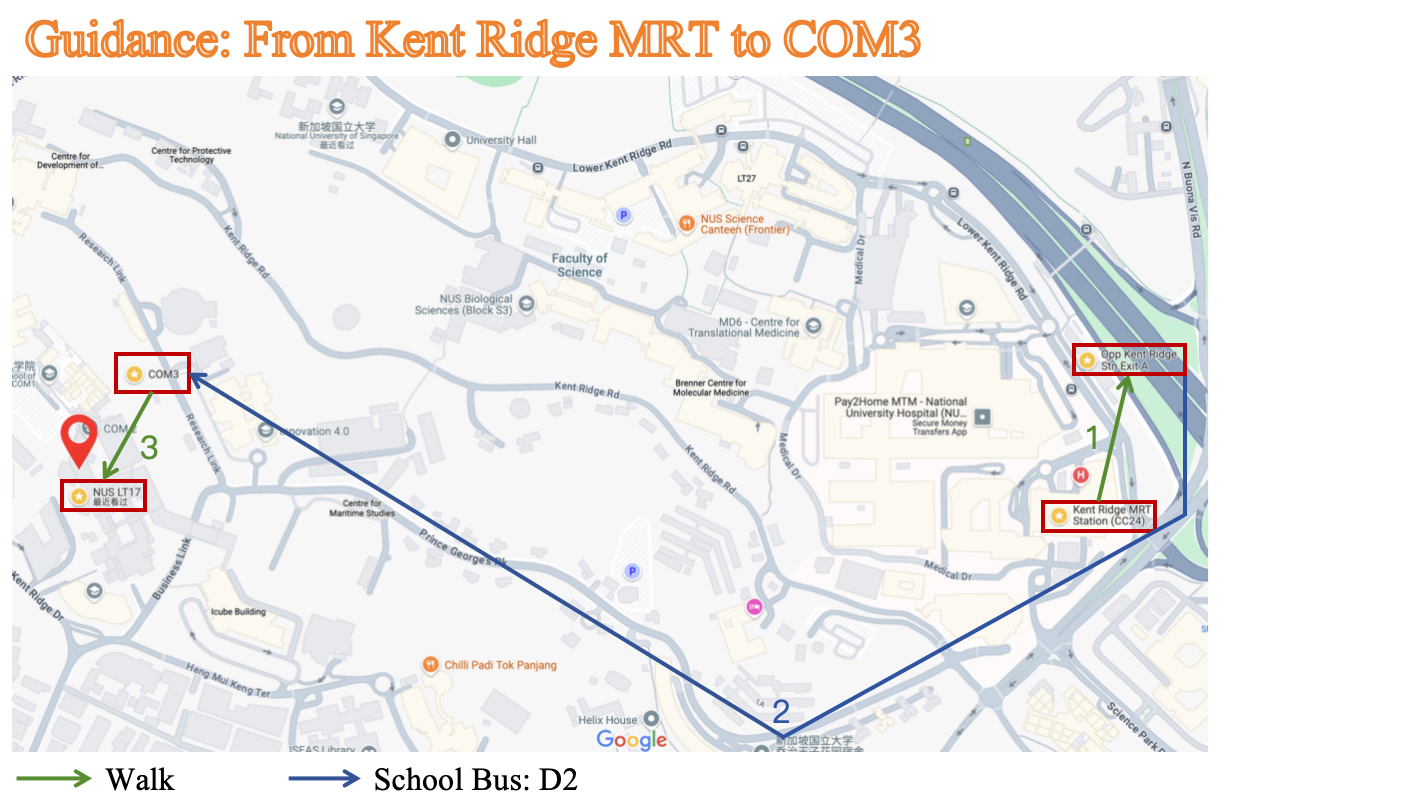 Guidance: From Kent Ridge MRT to COM3
新加坡国立大学
National University of Singapore
最近看过
University Hall
Lower Kent Ridge Rd
Centre for
Development of...
Centre for Protective
Technology
LT27
N Buona Vis Rd
P
NUS Science
Canteen (Frontier)
Kent Ridge Rd
Research Link
Faculty of
Science
Medical Dr
Lower Kent Ridge Rd
NUS Biological
Sciences (Block S3)
MD6 - Centre for
Translational Medicine
学院
COM1
COM3
Opp Kent Ridge
Stn Exit A
Kent Ridge Rd
Brenner Centre for
Molecular Medicine
Pay2Home MTM - National
University Hospital (NU...
Secure Money
Transfers App
COM 2
3
Research Link
Innovation 4.0
1
Medical Dr
Kent Ridge Rd
H
NUS LT17
最近看过
Centre for
Maritime Studies
Kent Ridge MRT
Station (CC24)
Prince George's Pk
Business Link
P
Medical Dr
Kent Ridge Dr
Icube Building
Heng Mui Keng Ter
Chilli Padi Tok Panjang
Helix House
1A
2
Science Park D
Google
新加坡国立大学
ISEAS Library
Walk
School Bus: D2